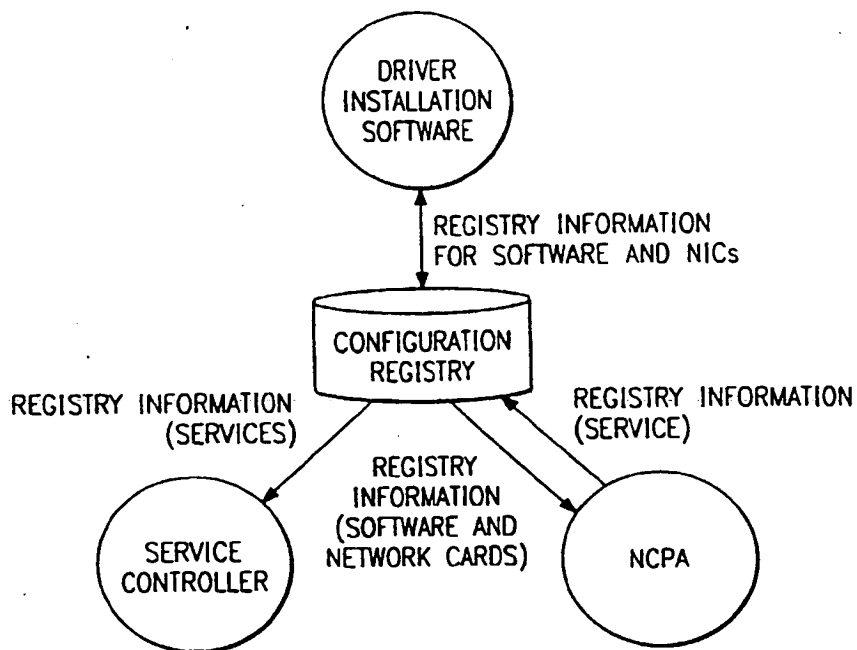 DRIVER
INSTALLATION
SOFTWARE
REGISTRY INFORMATION
FOR SOFTWARE AND NICs
CONFIGURATION
REGISTRY
REGISTRY INFORMATION
(SERVICES)
REGISTRY INFORMATION
(SERVICE)
REGISTRY
INFORMATION
(SOFTWARE AND
NETWORK CARDS)
SERVICE
CONTROLLER
NCPA